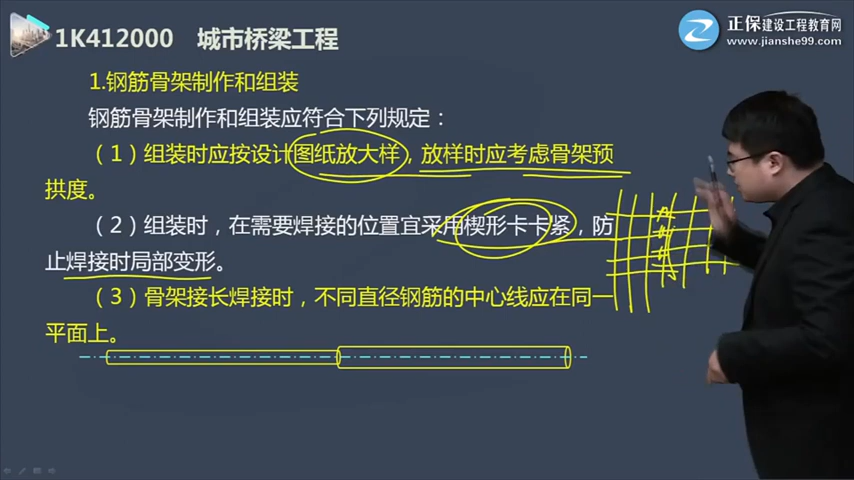 1K412000 城市桥梁工程
正保建设工程教育网
www.jianshe99.com
1.钢筋骨架制作和组装
钢筋骨架制作和组装应符合下列规定：
（1）组装时应按设计图纸放大样，放样时应考虑骨架预
拱度。
（2）组装时，在需要焊接的位置宜采用楔形卡卡紧，防
止焊接时局部变形。
（3）骨架接长焊接时，不同直径钢筋的中心线应在同一
平面上。